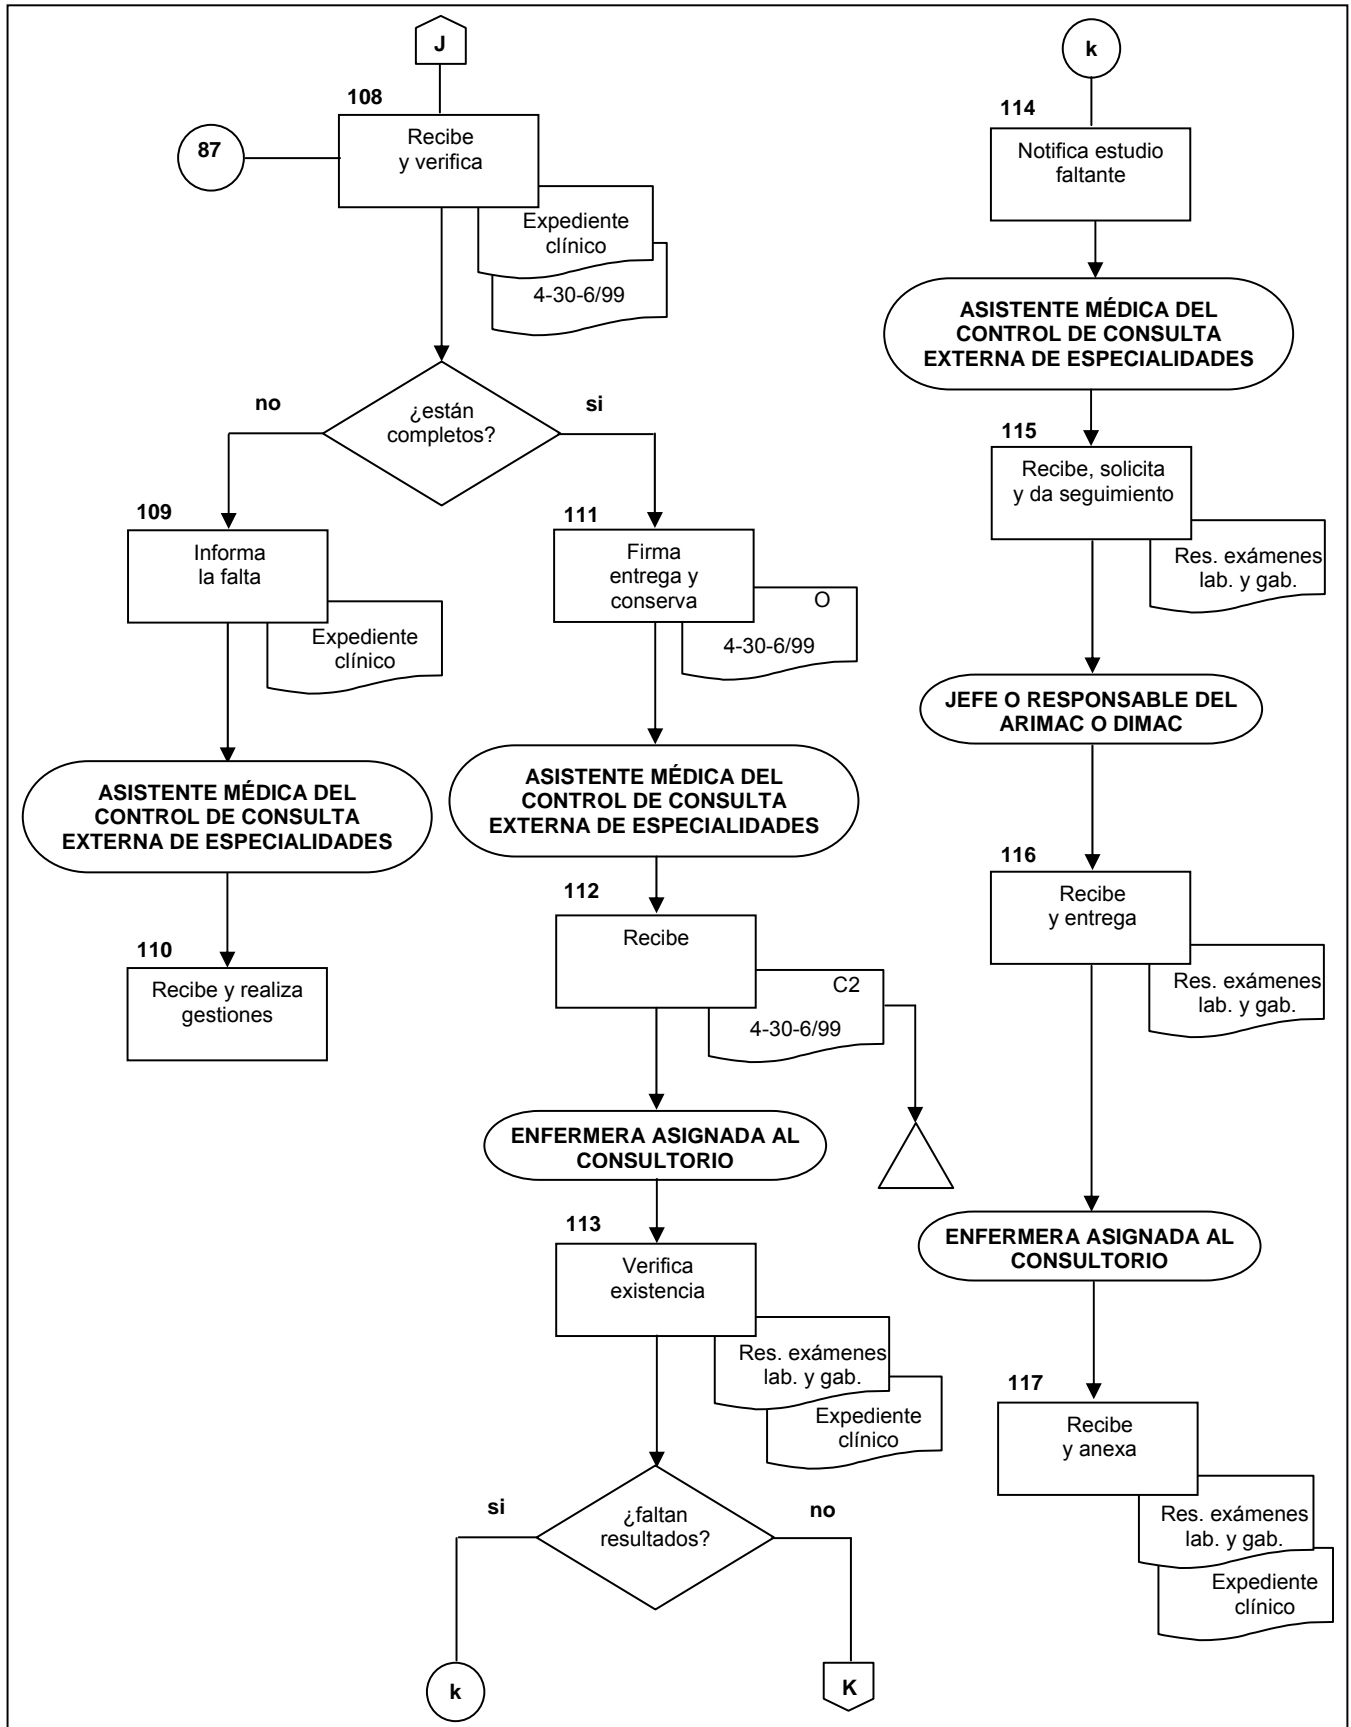 J
108
87
Recibe
y verifica
Expediente
clínico
4-30-6/99
¿están
completos?
no
si
109
Informa
la falta
Expediente
clínico
ASISTENTE MÉDICA DEL
CONTROL DE CONSULTA
EXTERNA DE ESPECIALIDADES
110
Recibe y realiza
gestiones
111
Firma
entrega y
conserva
O
4-30-6/99
ASISTENTE MÉDICA DEL
CONTROL DE CONSULTA
EXTERNA DE ESPECIALIDADES
112
Recibe
C2
4-30-6/99
ENFERMERA ASIGNADA AL
CONSULTORIO
113
Verifica
existencia
Res. exámenes
lab. y gab.
Expediente
clínico
¿faltan
resultados?
si
no
k
K
k
114
Notifica estudio
faltante
ASISTENTE MÉDICA DEL
CONTROL DE CONSULTA
EXTERNA DE ESPECIALIDADES
115
Recibe, solicita
y da seguimiento
Res. exámenes
lab. y gab.
JEFE O RESPONSABLE DEL
ARIMAC O DIMAC
116
Recibe
y entrega
Res. exámenes
lab. y gab.
ENFERMERA ASIGNADA AL
CONSULTORIO
117
Recibe
y anexa
Res. exámenes
lab. y gab.
Expediente
clínico